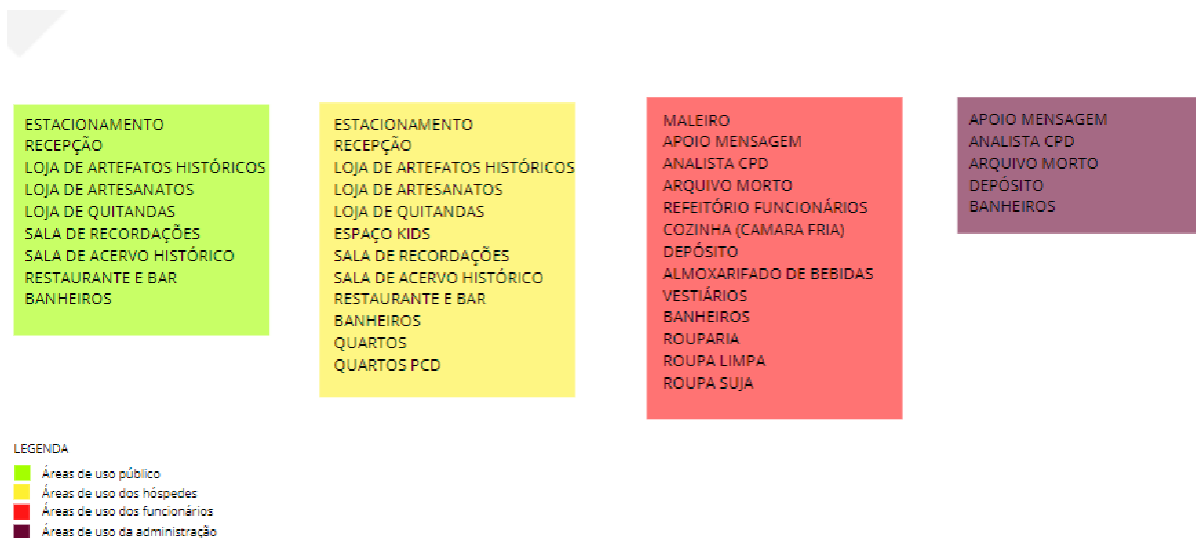 ESTACIONAMENTO
RECEPÇÃO
LOJA DE ARTEFATOS HISTÓRICOS
LOJA DE ARTESANATOS
LOJA DE QUITANDAS
SALA DE RECORDAÇÕES
SALA DE ACERVO HISTÓRICO
RESTAURANTE E BAR
BANHEIROS
ESTACIONAMENTO
RECEPÇÃO
LOJA DE ARTEFATOS HISTÓRICOS
LOJA DE ARTESANATOS
LOJA DE QUITANDAS
ESPAÇO KIDS
SALA DE RECORDAÇÕES
SALA DE ACERVO HISTÓRICO
RESTAURANTE E BAR
BANHEIROS
QUARTOS
QUARTOS PCD
MALEIRO
APOIO MENSAGEM
ANALISTA CPD
ARQUIVO MORTO
REFEITÓRIO FUNCIONÁRIOS
COZINHA (CAMARA FRIA)
DEPÓSITO
ALMOXARIFADO DE BEBIDAS
VESTIÁRIOS
BANHEIROS
ROUPARIA
ROUPA LIMPA
ROUPA SUJA
APOIO MENSAGEM
ANALISTA CPD
ARQUIVO MORTO
DEPÓSITO
BANHEIROS
LEGENDA
Áreas de uso público
Áreas de uso dos hóspedes
Áreas de uso dos funcionários
Áreas de uso da administração